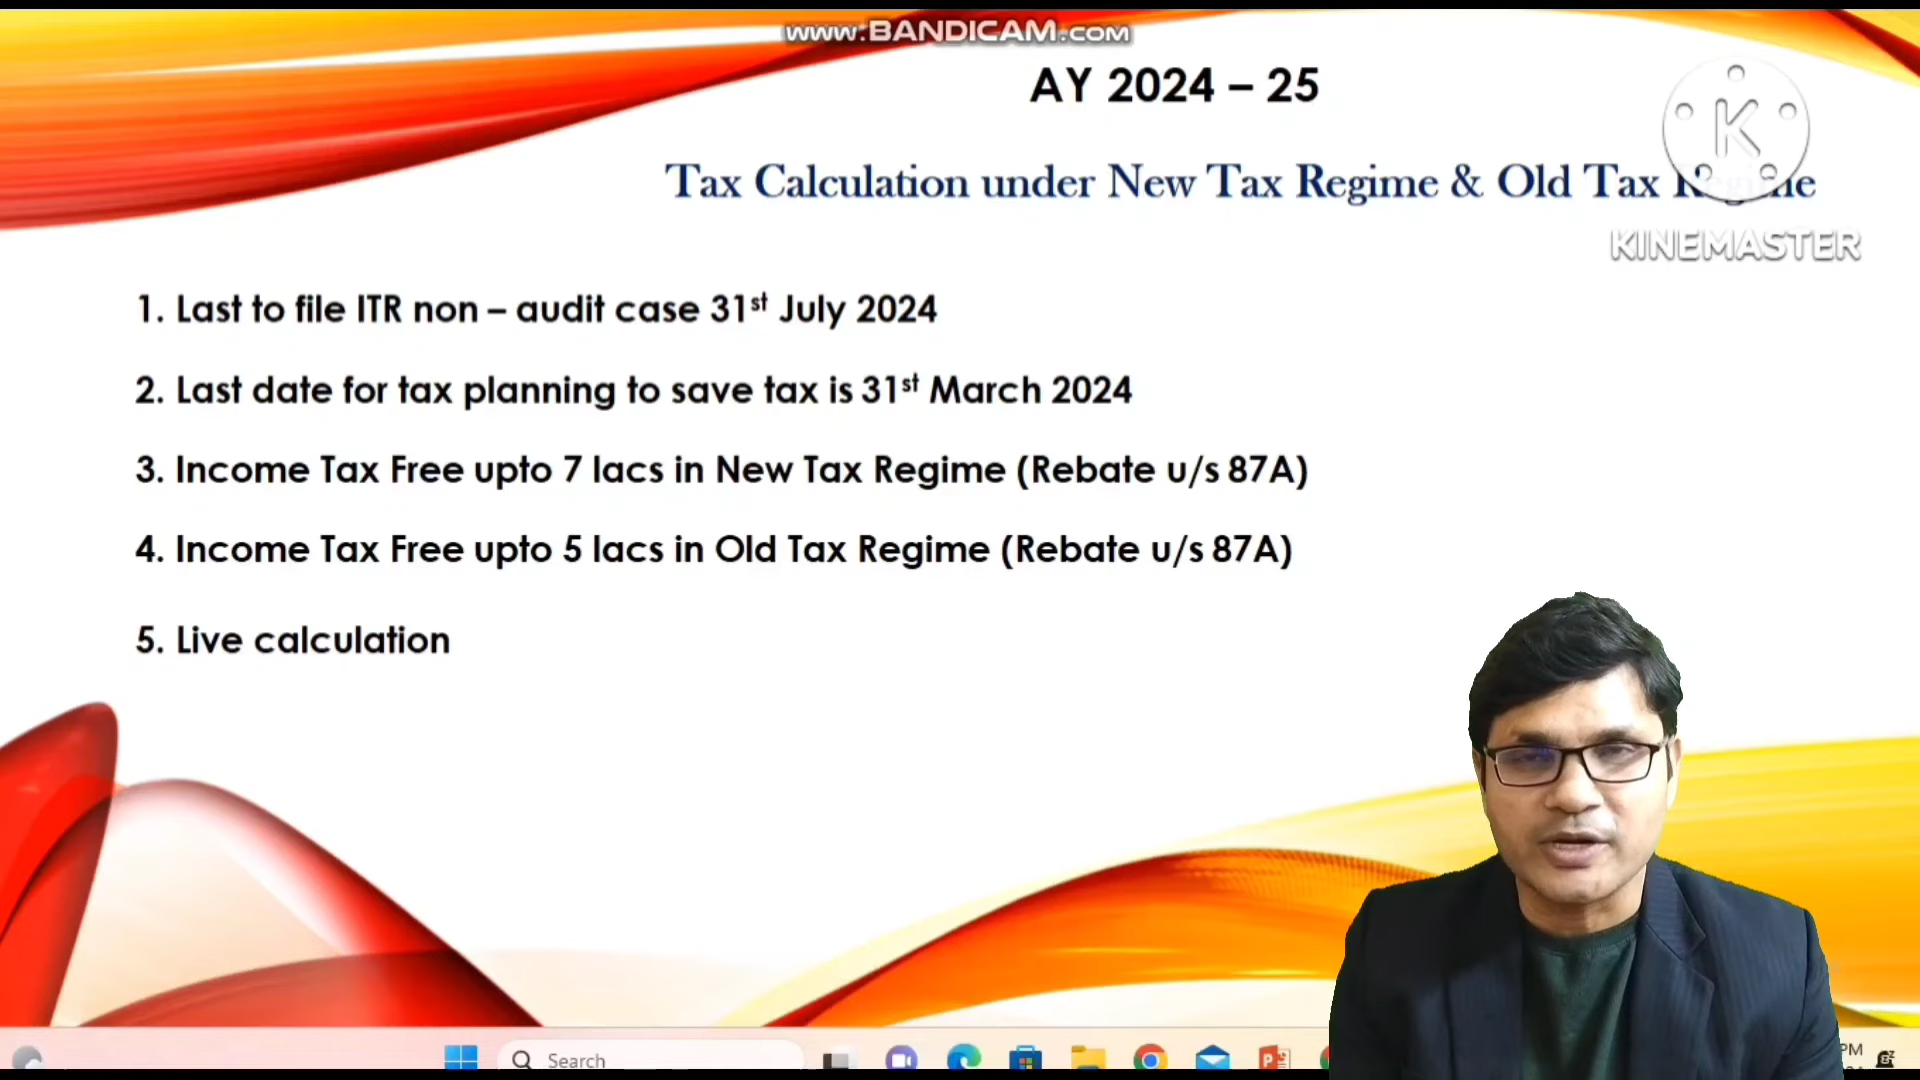 www.BANDICAM.com
AY 2024 – 25
Tax Calculation under New Tax Regime & Old Tax Regime
K
KINEMASTER
1. Last to file ITR non – audit case 31st July 2024
2. Last date for tax planning to save tax is 31st March 2024
3. Income Tax Free upto 7 lacs in New Tax Regime (Rebate u/s 87A)
4. Income Tax Free upto 5 lacs in Old Tax Regime (Rebate u/s 87A)
5. Live calculation
Search
PM